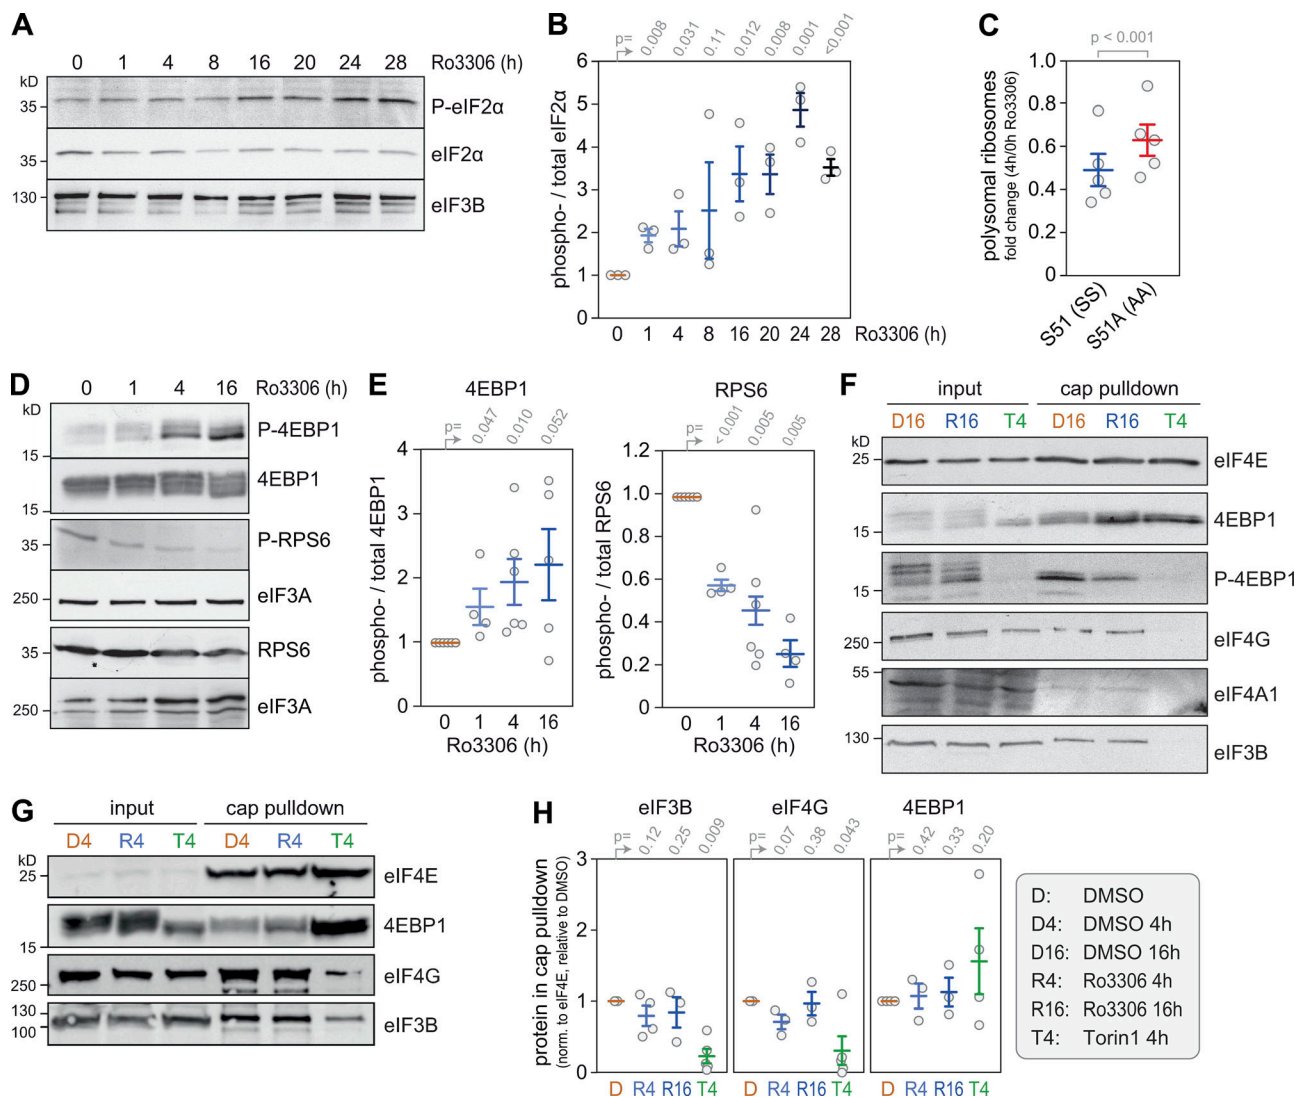 A
0 1 4 8 16 20 24 28 Ro3306 (h)
kD
35
P-eIF2α
35
eIF2α
130
eIF3B
B
p=
0.008
0.031
0.11
0.012
0.008
0.001
<0.001
phospho- / total eIF2α
6
5
4
3
2
1
0
0 1 4 8 16 20 24 28 Ro3306 (h)
C
p < 0.001
polysomal ribosomes
fold change (4h/0h Ro3306)
1.0
0.8
0.6
0.4
0.2
0
S51 (SS)
S51A (AA)
D
0 1 4 16 Ro3306 (h)
kD
P-4EBP1
15
4EBP1
15
P-RPS6
35
eIF3A
250
RPS6
35
*
eIF3A
250
E
4EBP1
p=
0.047
0.010
0.052
phospho- / total 4EBP1
4
3
2
1
0
0 1 4 16
Ro3306 (h)
RPS6
p=
<0.001
0.005
0.005
phospho- / total RPS6
1.2
1.0
0.8
0.6
0.4
0.2
0
0 1 4 16
Ro3306 (h)
F
input cap pulldown
D16 R16 T4 D16 R16 T4
kD
25
eIF4E
4EBP1
15
P-4EBP1
15
eIF4G
250
55
eIF4A1
130
eIF3B
G
input cap pulldown
D4 R4 T4 D4 R4 T4
kD
25
eIF4E
4EBP1
15
eIF4G
250
130
eIF3B
100
H
eIF3B eIF4G 4EBP1
p= 0.12 0.25 0.009
p= 0.07 0.38 0.043
p= 0.42 0.33 0.20
protein in cap pulldown
(norm. to eIF4E, relative to DMSO)
3
2
1
0
D R4 R16 T4 D R4 R16 T4 D R4 R16 T4
D: DMSO
D4: DMSO 4h
D16: DMSO 16h
R4: Ro3306 4h
R16: Ro3306 16h
T4: Torin1 4h